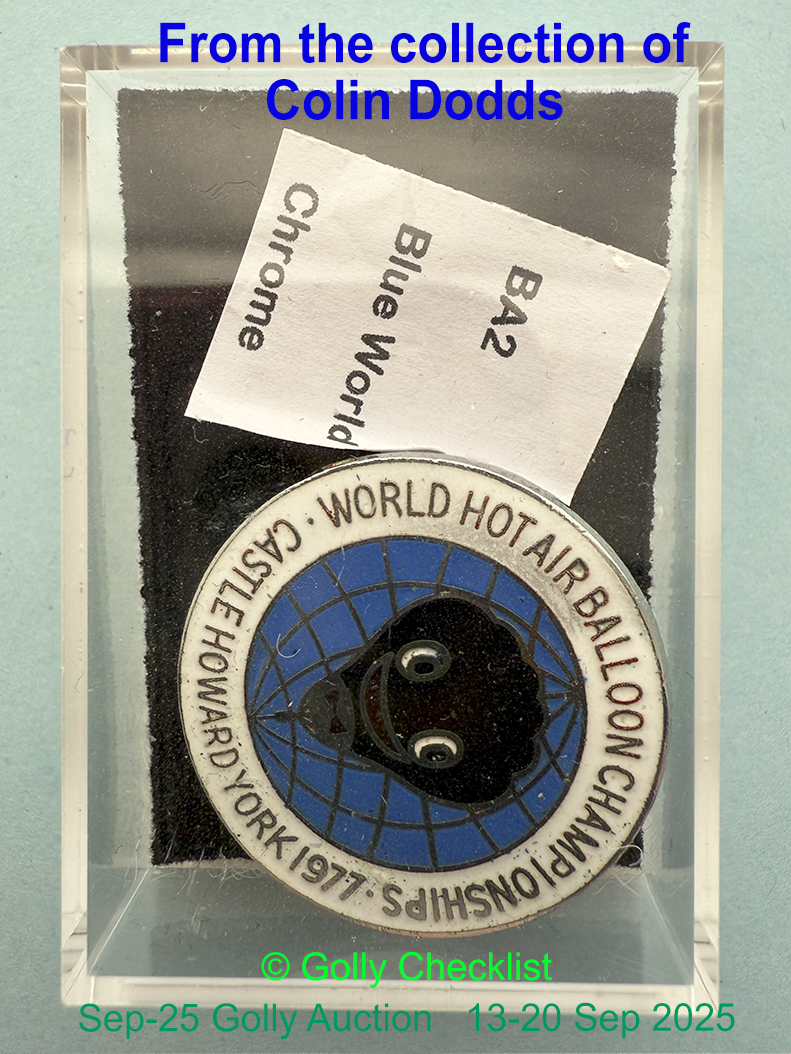 From the collection of
Colin Dodds
BA2
Blue World
Chrome
WORLD HOT AIR BALLOON CHAMPIONSHIPS · CASTLE HOWARD YORK 1977 ·
© Golly Checklist
Sep-25 Golly Auction 13-20 Sep 2025